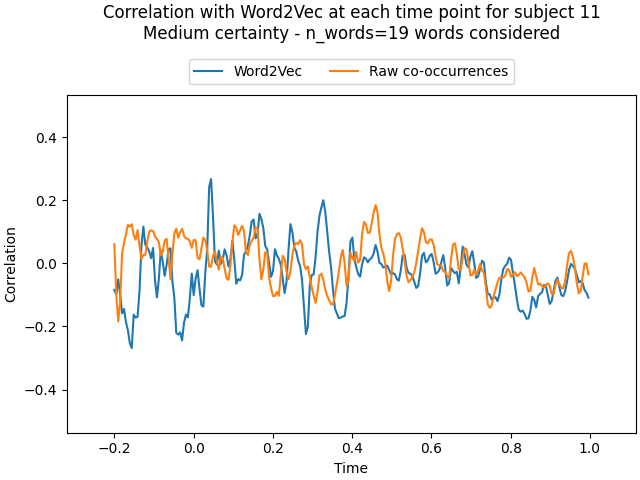 Correlation with Word2Vec at each time point for subject 11
Medium certainty - n_words=19 words considered
Word2Vec
Raw co-occurrences
Correlation
0.4
0.2
0.0
−0.2
−0.4
−0.2
0.0
0.2
0.4
0.6
0.8
1.0
Time